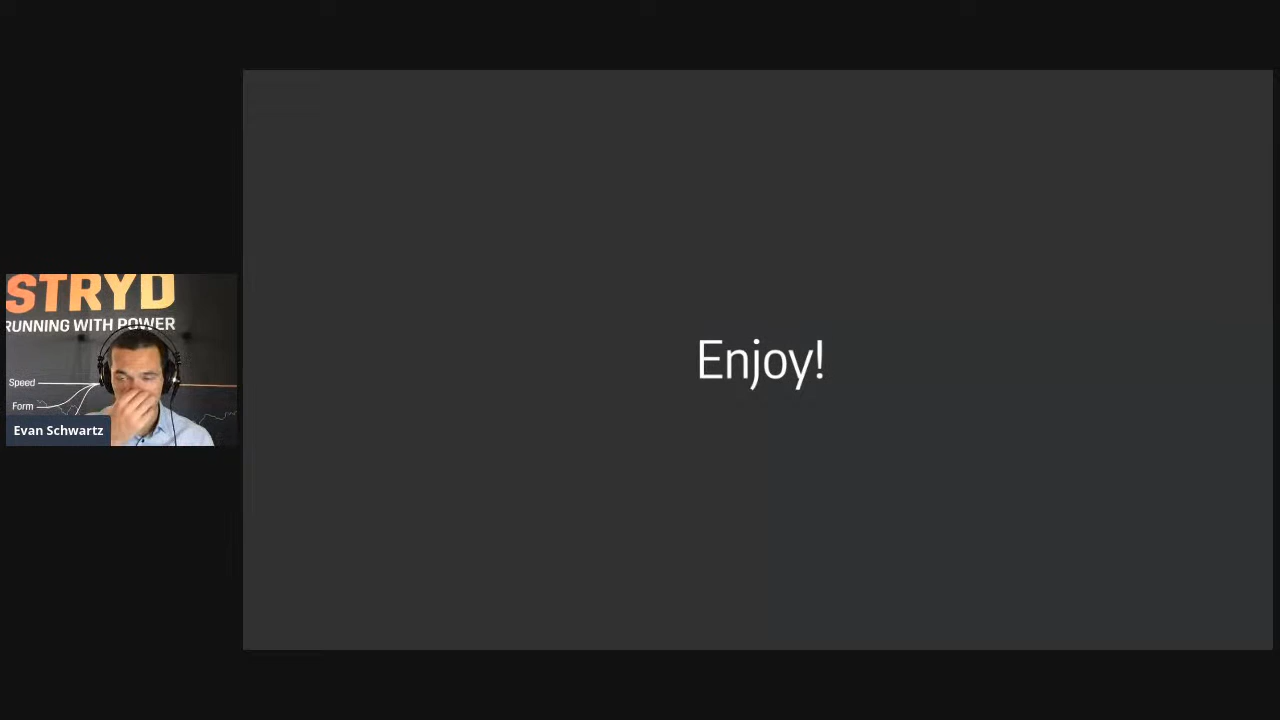 STRYD
RUNNING WITH POWER
Speed
Form
Evan Schwartz
Enjoy!